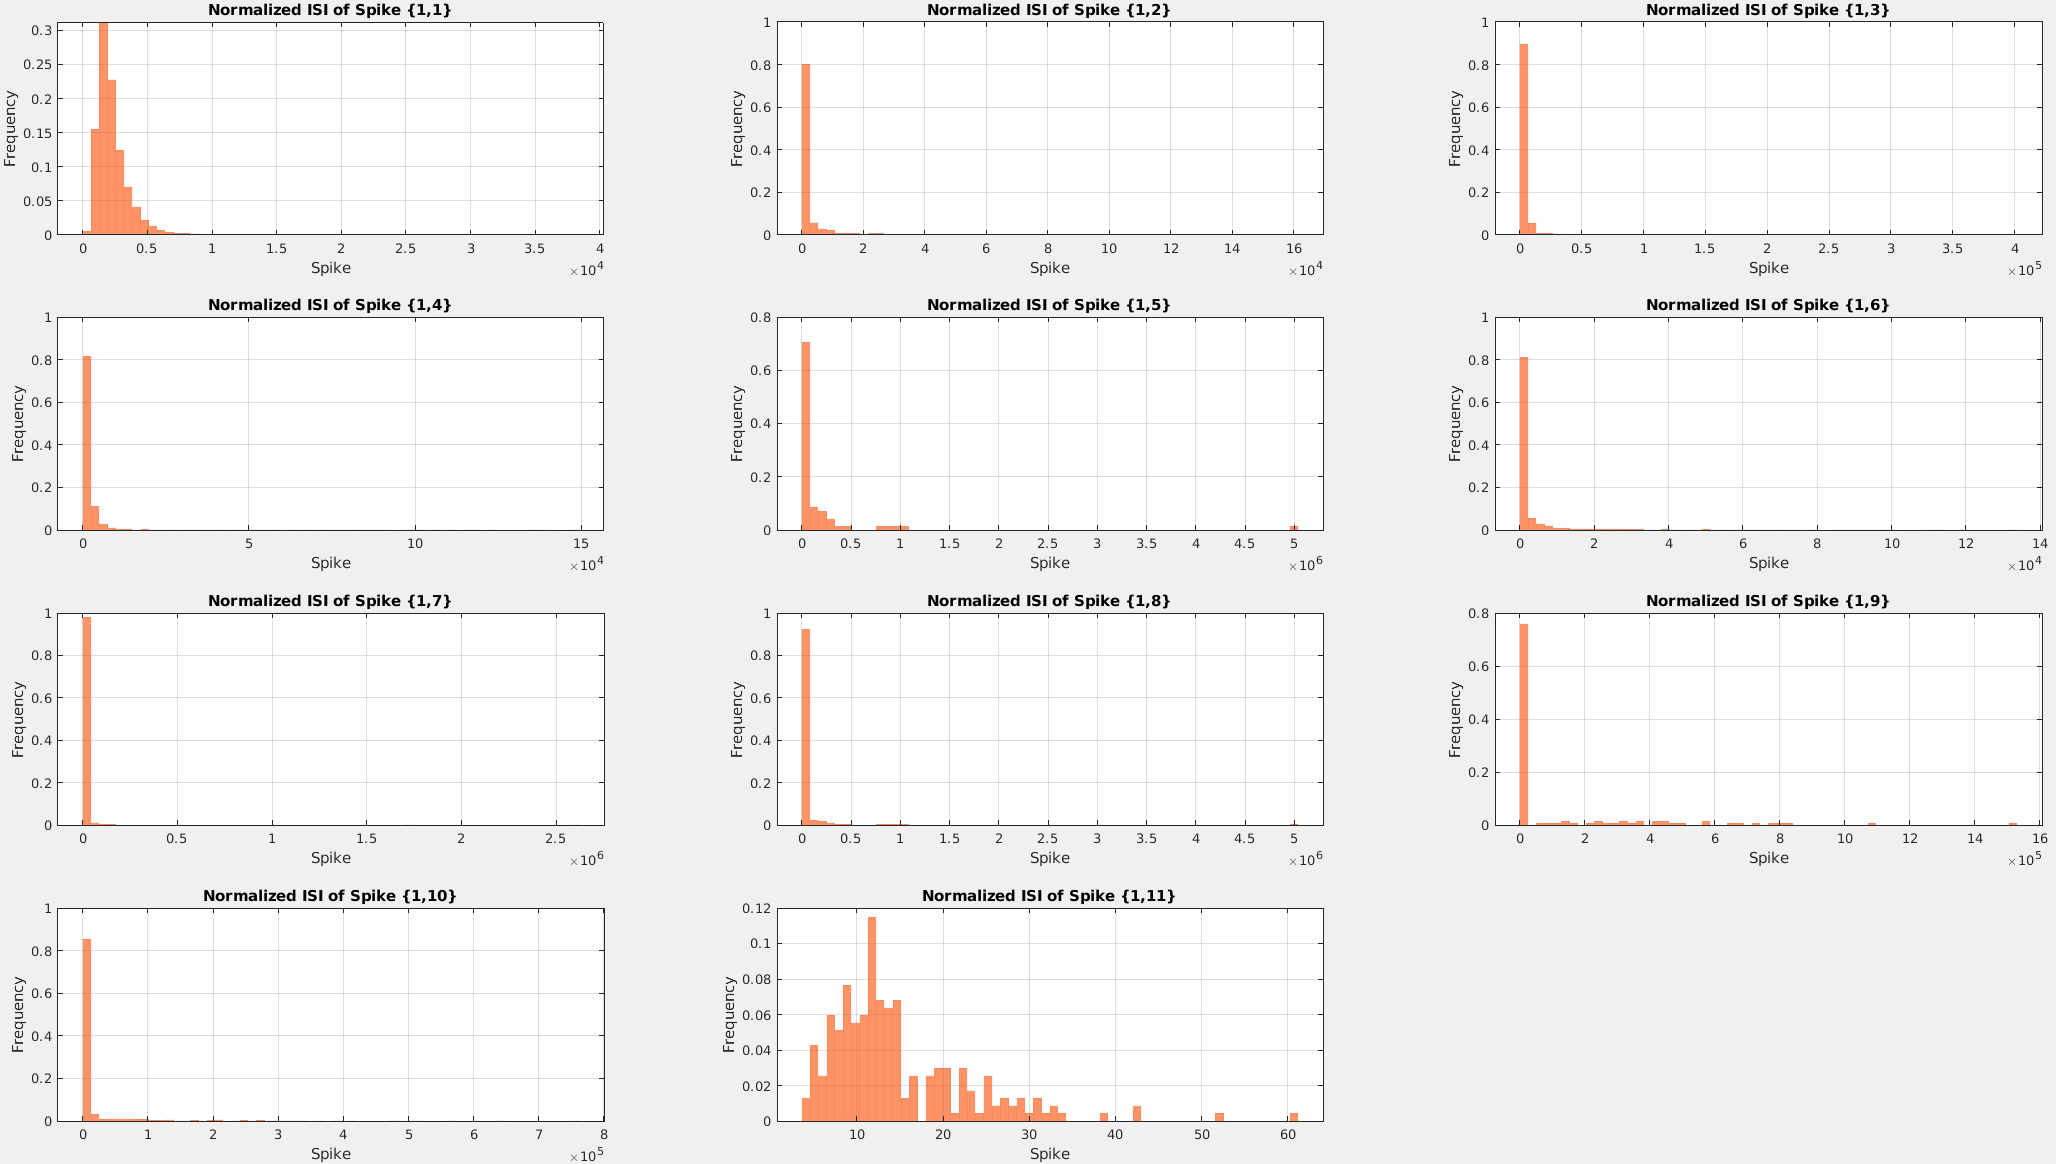 Normalized ISI of Spike {1,1}
Frequency
0.3
0.25
0.2
0.15
0.1
0.05
0
0 0.5 1 1.5 2 2.5 3 3.5 4
Spike
×10^4
Normalized ISI of Spike {1,2}
Frequency
1
0.8
0.6
0.4
0.2
0
0 2 4 6 8 10 12 14 16
Spike
×10^4
Normalized ISI of Spike {1,3}
Frequency
1
0.8
0.6
0.4
0.2
0
0 0.5 1 1.5 2 2.5 3 3.5 4
Spike
×10^5
Normalized ISI of Spike {1,4}
Frequency
1
0.8
0.6
0.4
0.2
0
0 5 10 15
Spike
×10^4
Normalized ISI of Spike {1,5}
Frequency
0.8
0.6
0.4
0.2
0
0 0.5 1 1.5 2 2.5 3 3.5 4 4.5 5
Spike
×10^6
Normalized ISI of Spike {1,6}
Frequency
1
0.8
0.6
0.4
0.2
0
0 2 4 6 8 10 12 14
Spike
×10^4
Normalized ISI of Spike {1,7}
Frequency
1
0.8
0.6
0.4
0.2
0
0 0.5 1 1.5 2 2.5
Spike
×10^6
Normalized ISI of Spike {1,8}
Frequency
1
0.8
0.6
0.4
0.2
0
0 0.5 1 1.5 2 2.5 3 3.5 4 4.5 5
Spike
×10^6
Normalized ISI of Spike {1,9}
Frequency
0.8
0.6
0.4
0.2
0
0 2 4 6 8 10 12 14 16
Spike
×10^5
Normalized ISI of Spike {1,10}
Frequency
1
0.8
0.6
0.4
0.2
0
0 1 2 3 4 5 6 7 8
Spike
×10^5
Normalized ISI of Spike {1,11}
Frequency
0.12
0.1
0.08
0.06
0.04
0.02
0
10 20 30 40 50 60
Spike